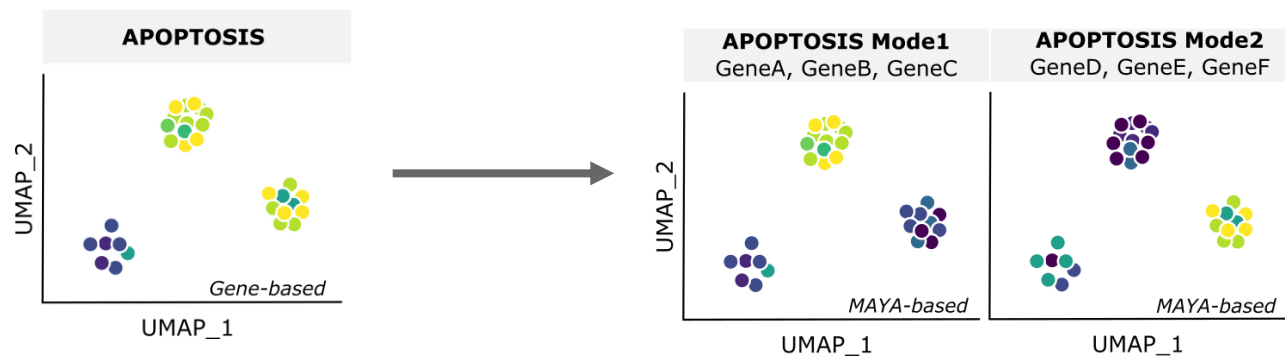 APOPTOSIS
UMAP_2
Gene-based
UMAP_1
APOPTOSIS Mode1
GeneA, GeneB, GeneC
UMAP_2
MAYA-based
UMAP_1
APOPTOSIS Mode2
GeneD, GeneE, GeneF
MAYA-based
UMAP_1